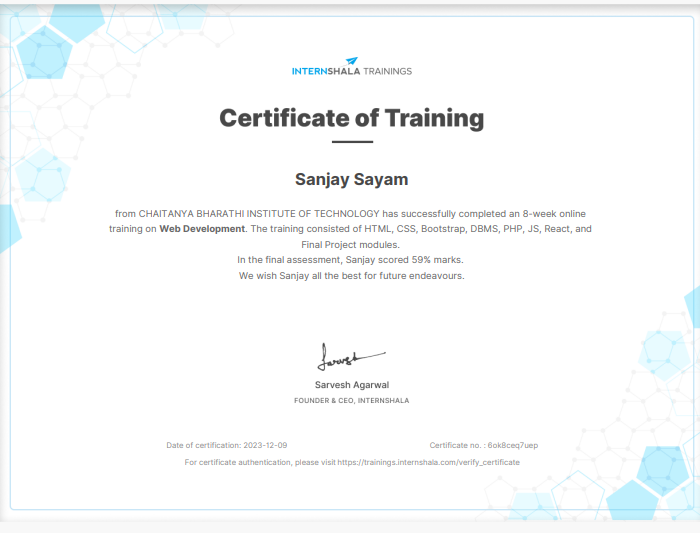 INTERNSHALA TRAININGS
Certificate of Training
Sanjay Sayam
from CHAITANYA BHARATHI INSTITUTE OF TECHNOLOGY has successfully completed an 8-week online
training on Web Development. The training consisted of HTML, CSS, Bootstrap, DBMS, PHP, JS, React, and
Final Project modules.
In the final assessment, Sanjay scored 59% marks.
We wish Sanjay all the best for future endeavours.
Sarvesh
Sarvesh Agarwal
FOUNDER & CEO, INTERNSHALA
Date of certification: 2023-12-09 Certificate no. : 6ok8ceq7uep
For certificate authentication, please visit https://trainings.internshala.com/verify_certificate